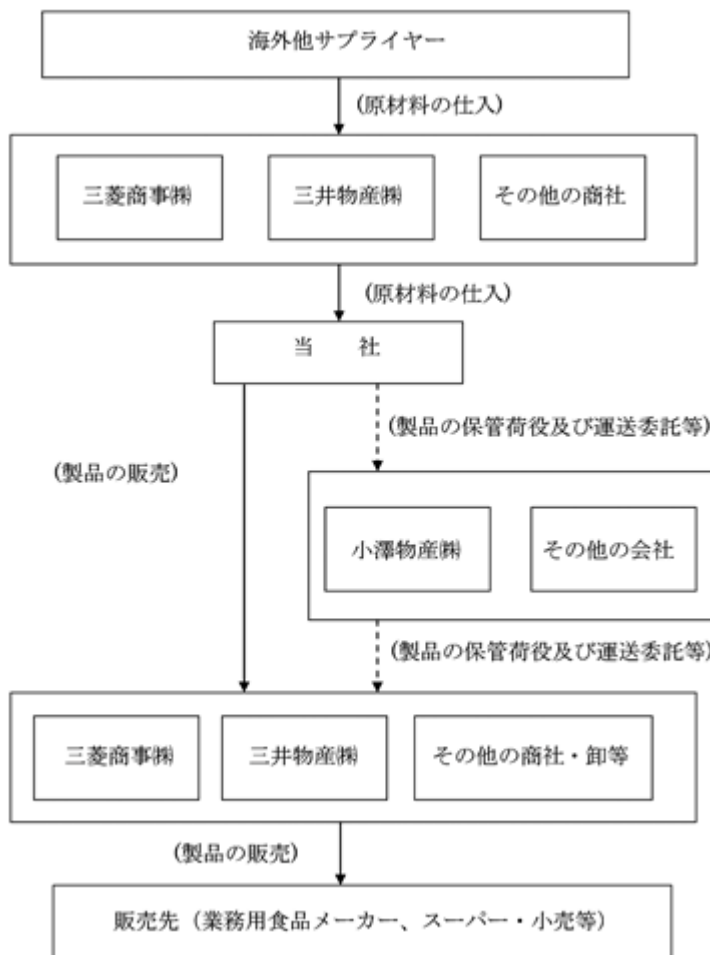 海外他サプライヤー
(原材料の仕入)
三菱商事㈱
三井物産㈱
その他の商社
(原材料の仕入)
当　　社
(製品の保管荷役及び運送委託等)
(製品の販売)
小澤物産㈱
その他の会社
(製品の保管荷役及び運送委託等)
三菱商事㈱
三井物産㈱
その他の商社・卸等
(製品の販売)
販売先（業務用食品メーカー、スーパー・小売等）